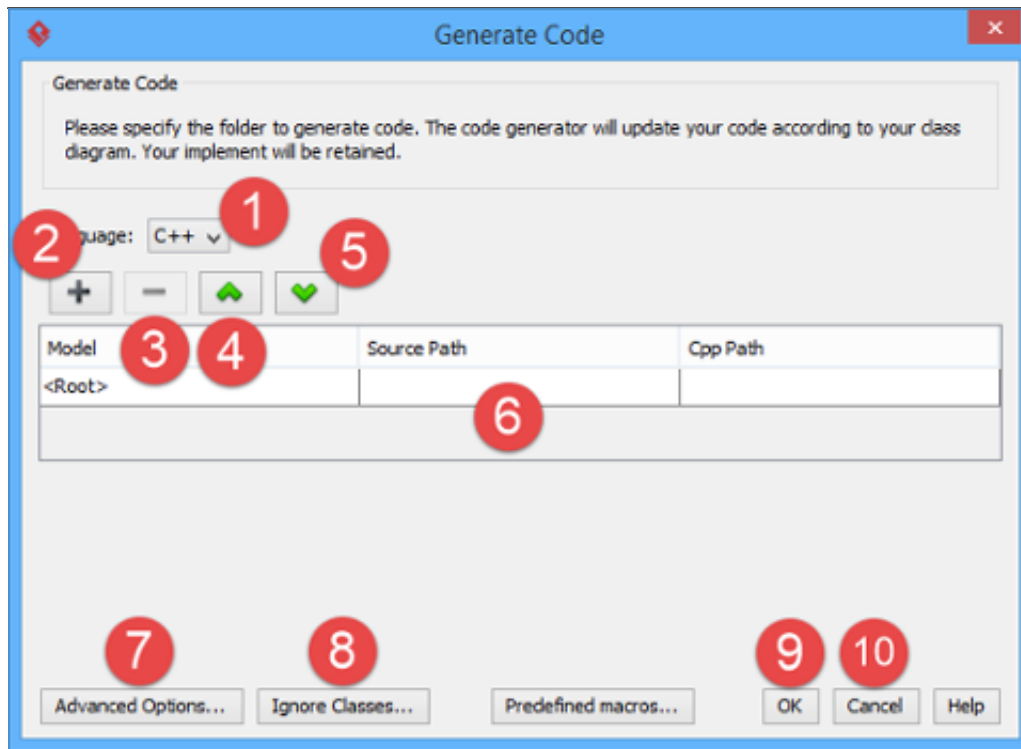 Generate Code
Generate Code
Please specify the folder to generate code. The code generator will update your code according to your class
diagram. Your implement will be retained.
1
2 guage: C++
5
3
4
Model Source Path Cpp Path
<Root>
6
7
8
9
10
Advanced Options... Ignore Classes... Predefined macros... OK Cancel Help